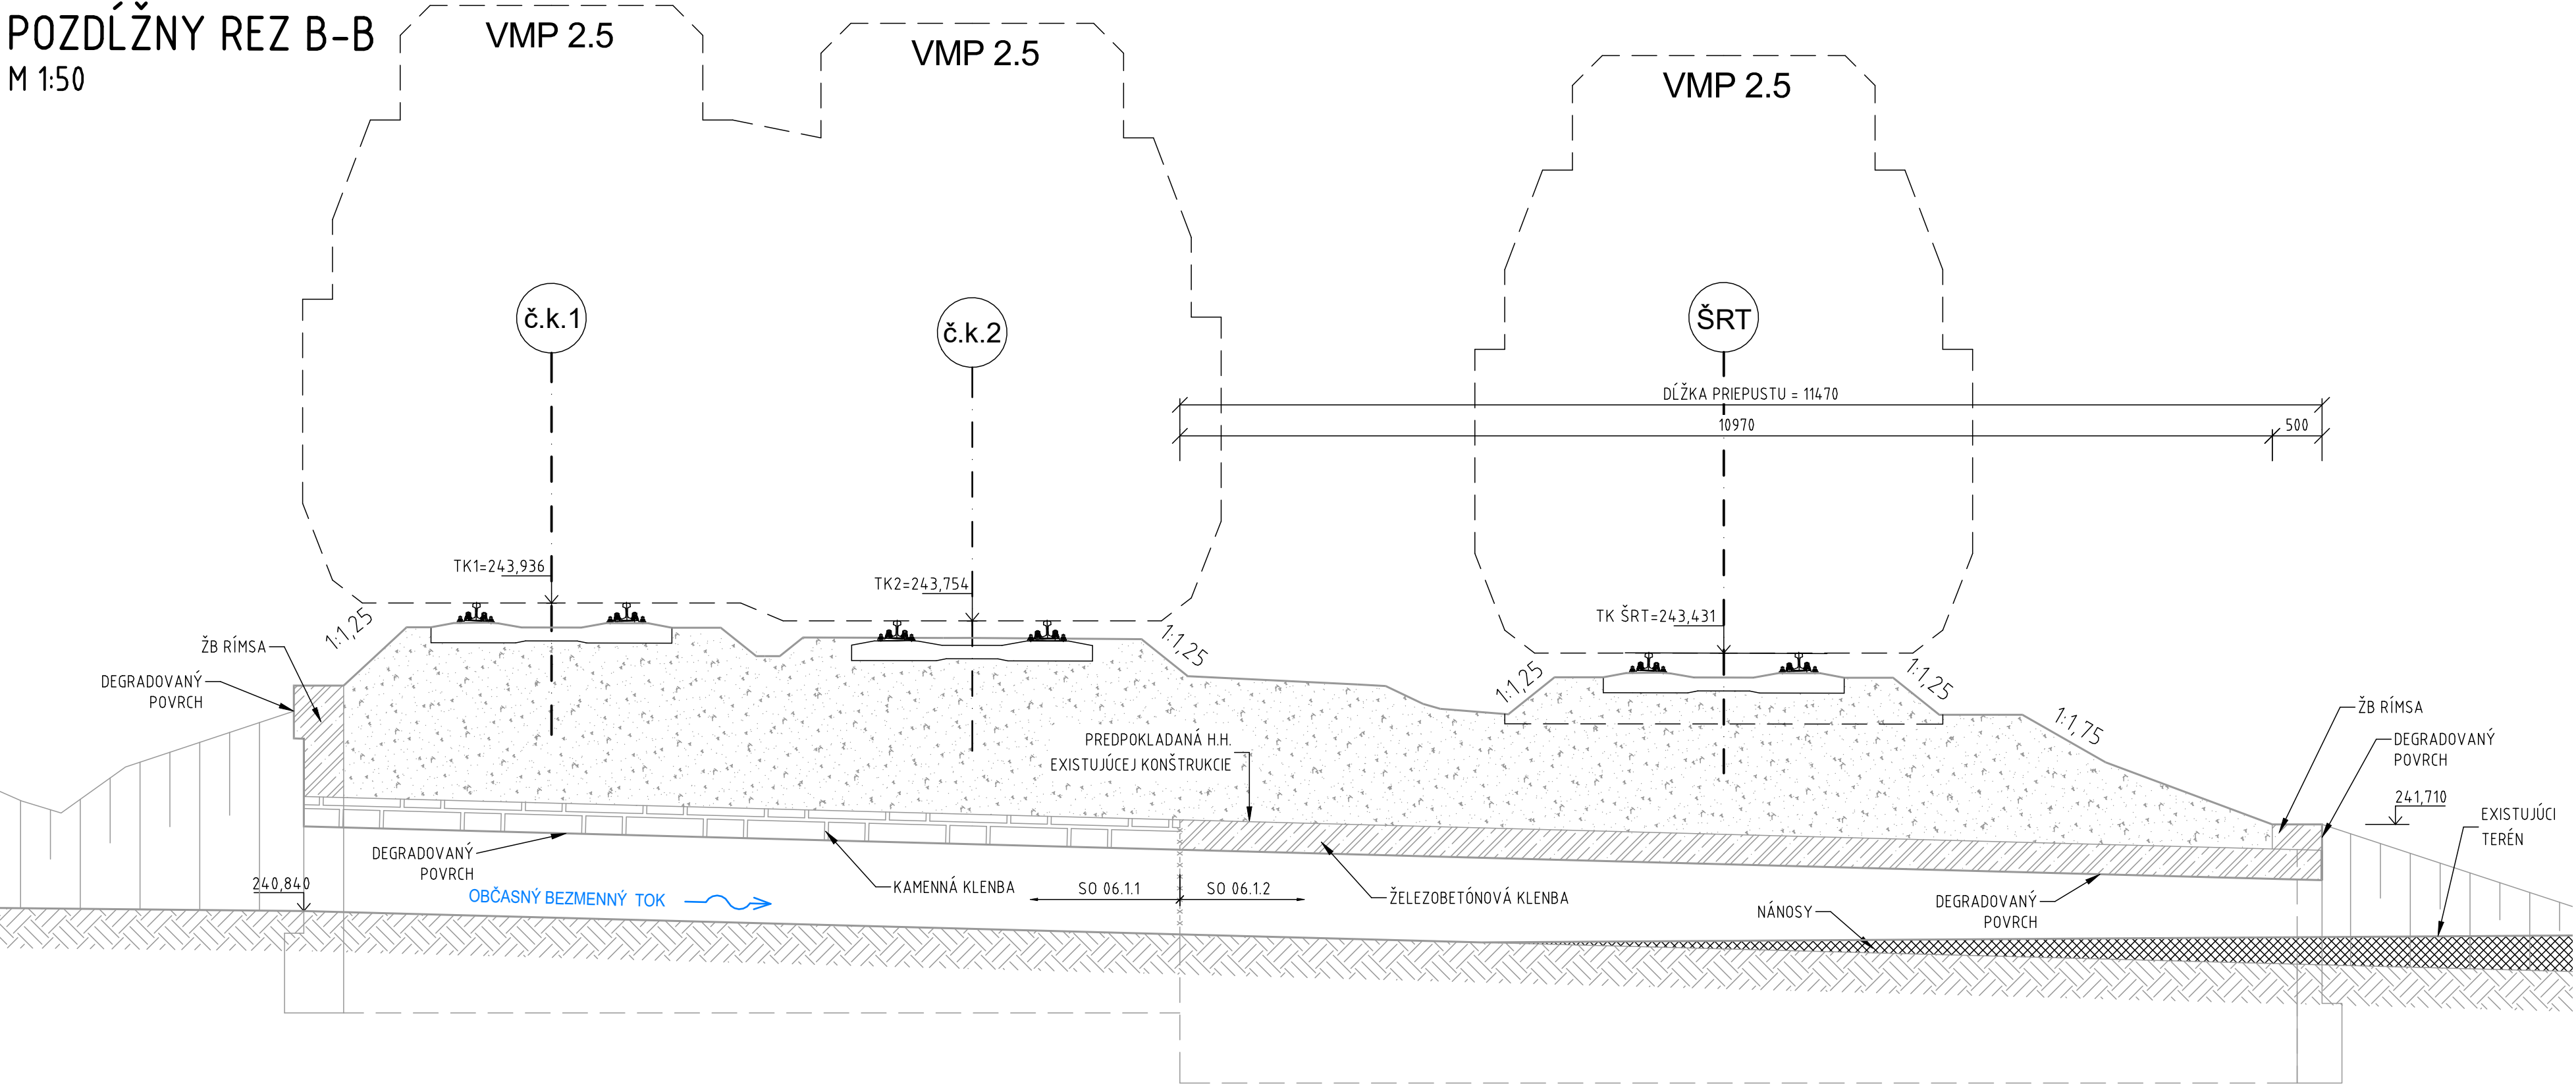 POZDĹŽNY REZ B-B
M 1:50
VMP 2.5
VMP 2.5
VMP 2.5
č.k.1
č.k.2
ŠRT
DĹŽKA PRIEPUSTU = 11470
10970
500
TK1=243,936
TK2=243,754
TK ŠRT=243,431
1:1,25
1:1,25
1:1,25
1:1,25
1:1,75
ŽB RÍMSA
DEGRADOVANÝ
POVRCH
PREDPOKLADANÁ H.H.
EXISTUJÚCEJ KONŠTRUKCIE
ŽB RÍMSA
DEGRADOVANÝ
POVRCH
241,710
EXISTUJÚCI
TERÉN
DEGRADOVANÝ
POVRCH
240,840
OBČASNÝ BEZMENNÝ TOK
KAMENNÁ KLENBA
SO 06.1.1
SO 06.1.2
ŽELEZOBETÓNOVÁ KLENBA
NÁNOSY
DEGRADOVANÝ
POVRCH